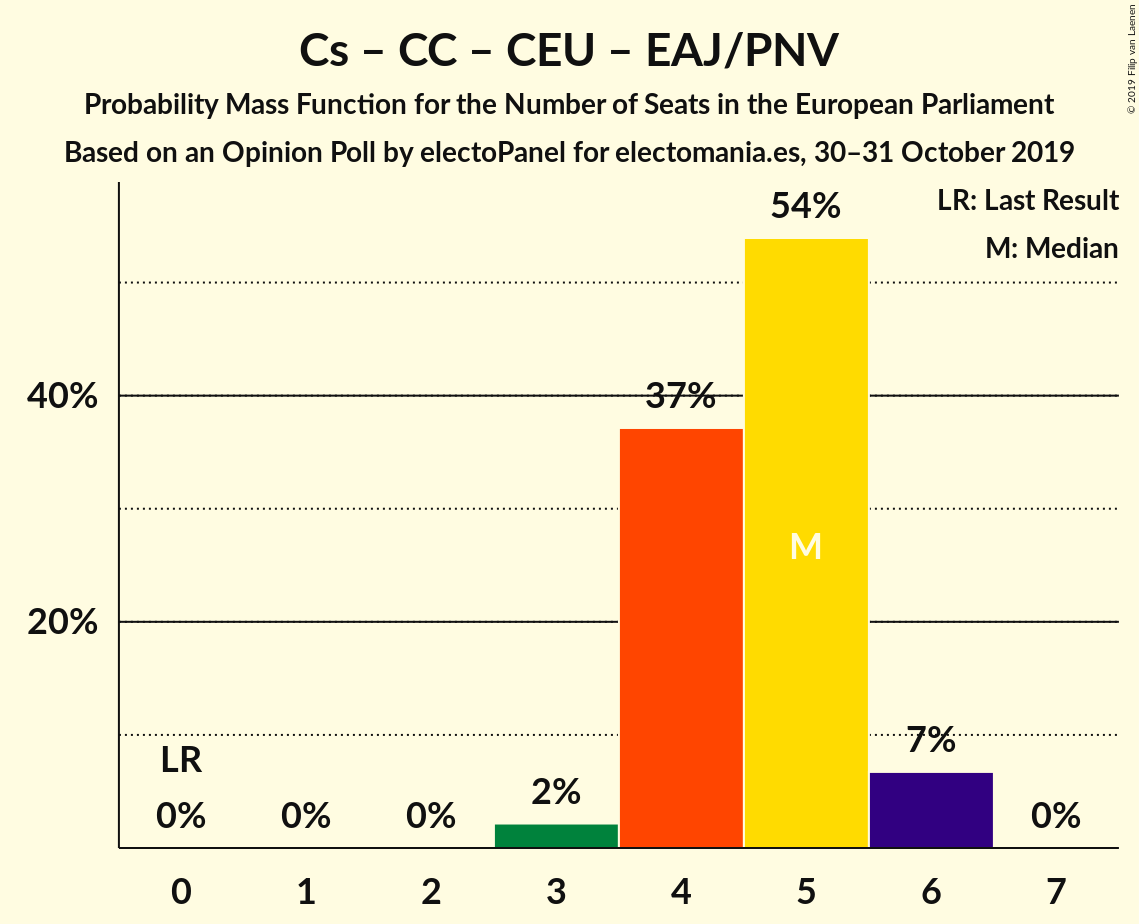 Cs – CC – CEU – EAJ/PNV
Probability Mass Function for the Number of Seats in the European Parliament
Based on an Opinion Poll by electoPanel for electomania.es, 30–31 October 2019
© 2019 Filip van Laenen
LR: Last Result
M: Median
54%
40%
37%
M
20%
LR
7%
2%
0% 0% 0% 0%
0 1 2 3 4 5 6 7